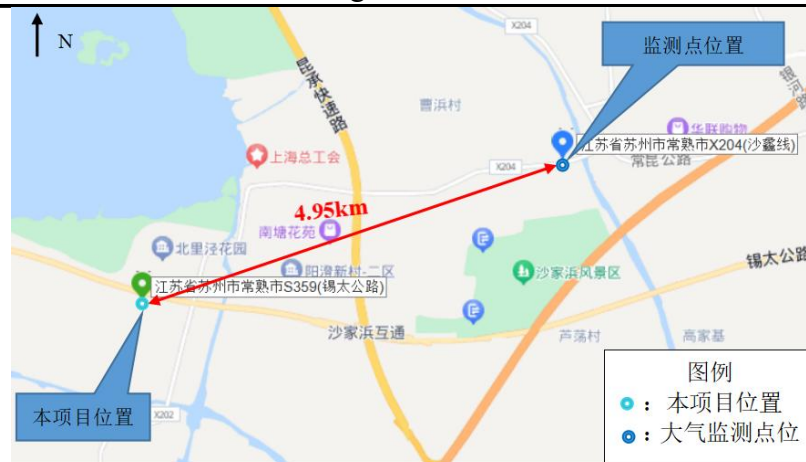 N
X204
监测点位置
昆承快速路
银河路
曹浜村
华联购物
江苏省苏州市常熟市X204(沙蠡线)
常昆公路
上海总工会
X204
4.95km
南塘花苑
北里泾花园
阳澄新村-二区
沙家浜风景区
锡太公路
江苏省苏州市常熟市S359(锡太公路)
沙家浜互通
芦荡村
高家基
图例
本项目位置
：本项目位置
X202
：大气监测点位